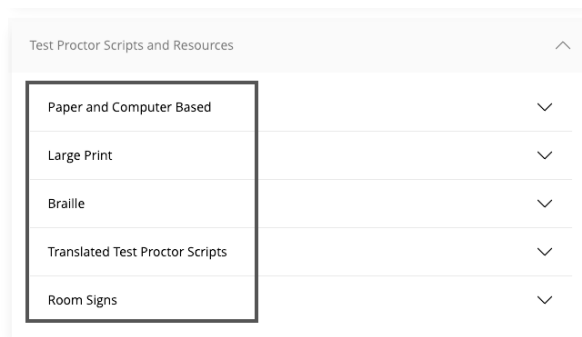 Test Proctor Scripts and Resources
Paper and Computer Based
Large Print
Braille
Translated Test Proctor Scripts
Room Signs